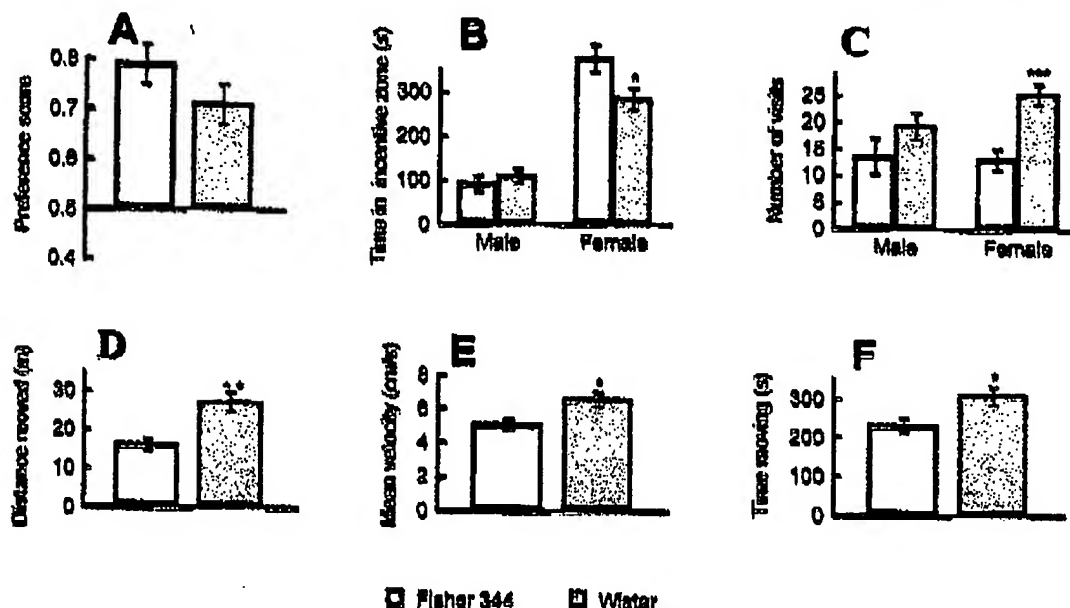 A
Preference score
0.8
0.7
0.6
0.5
0.4
B
Time in incentive zone (s)
300
200
100
0
Male Female
*
C
Number of visits
25
20
15
10
5
0
Male Female
***
D
Distance moved (m)
30
20
10
0
**
E
Mean velocity (cm/s)
8
6
4
2
0
*
F
Time moving (s)
300
200
100
0
*
Fisher 344 Wistar